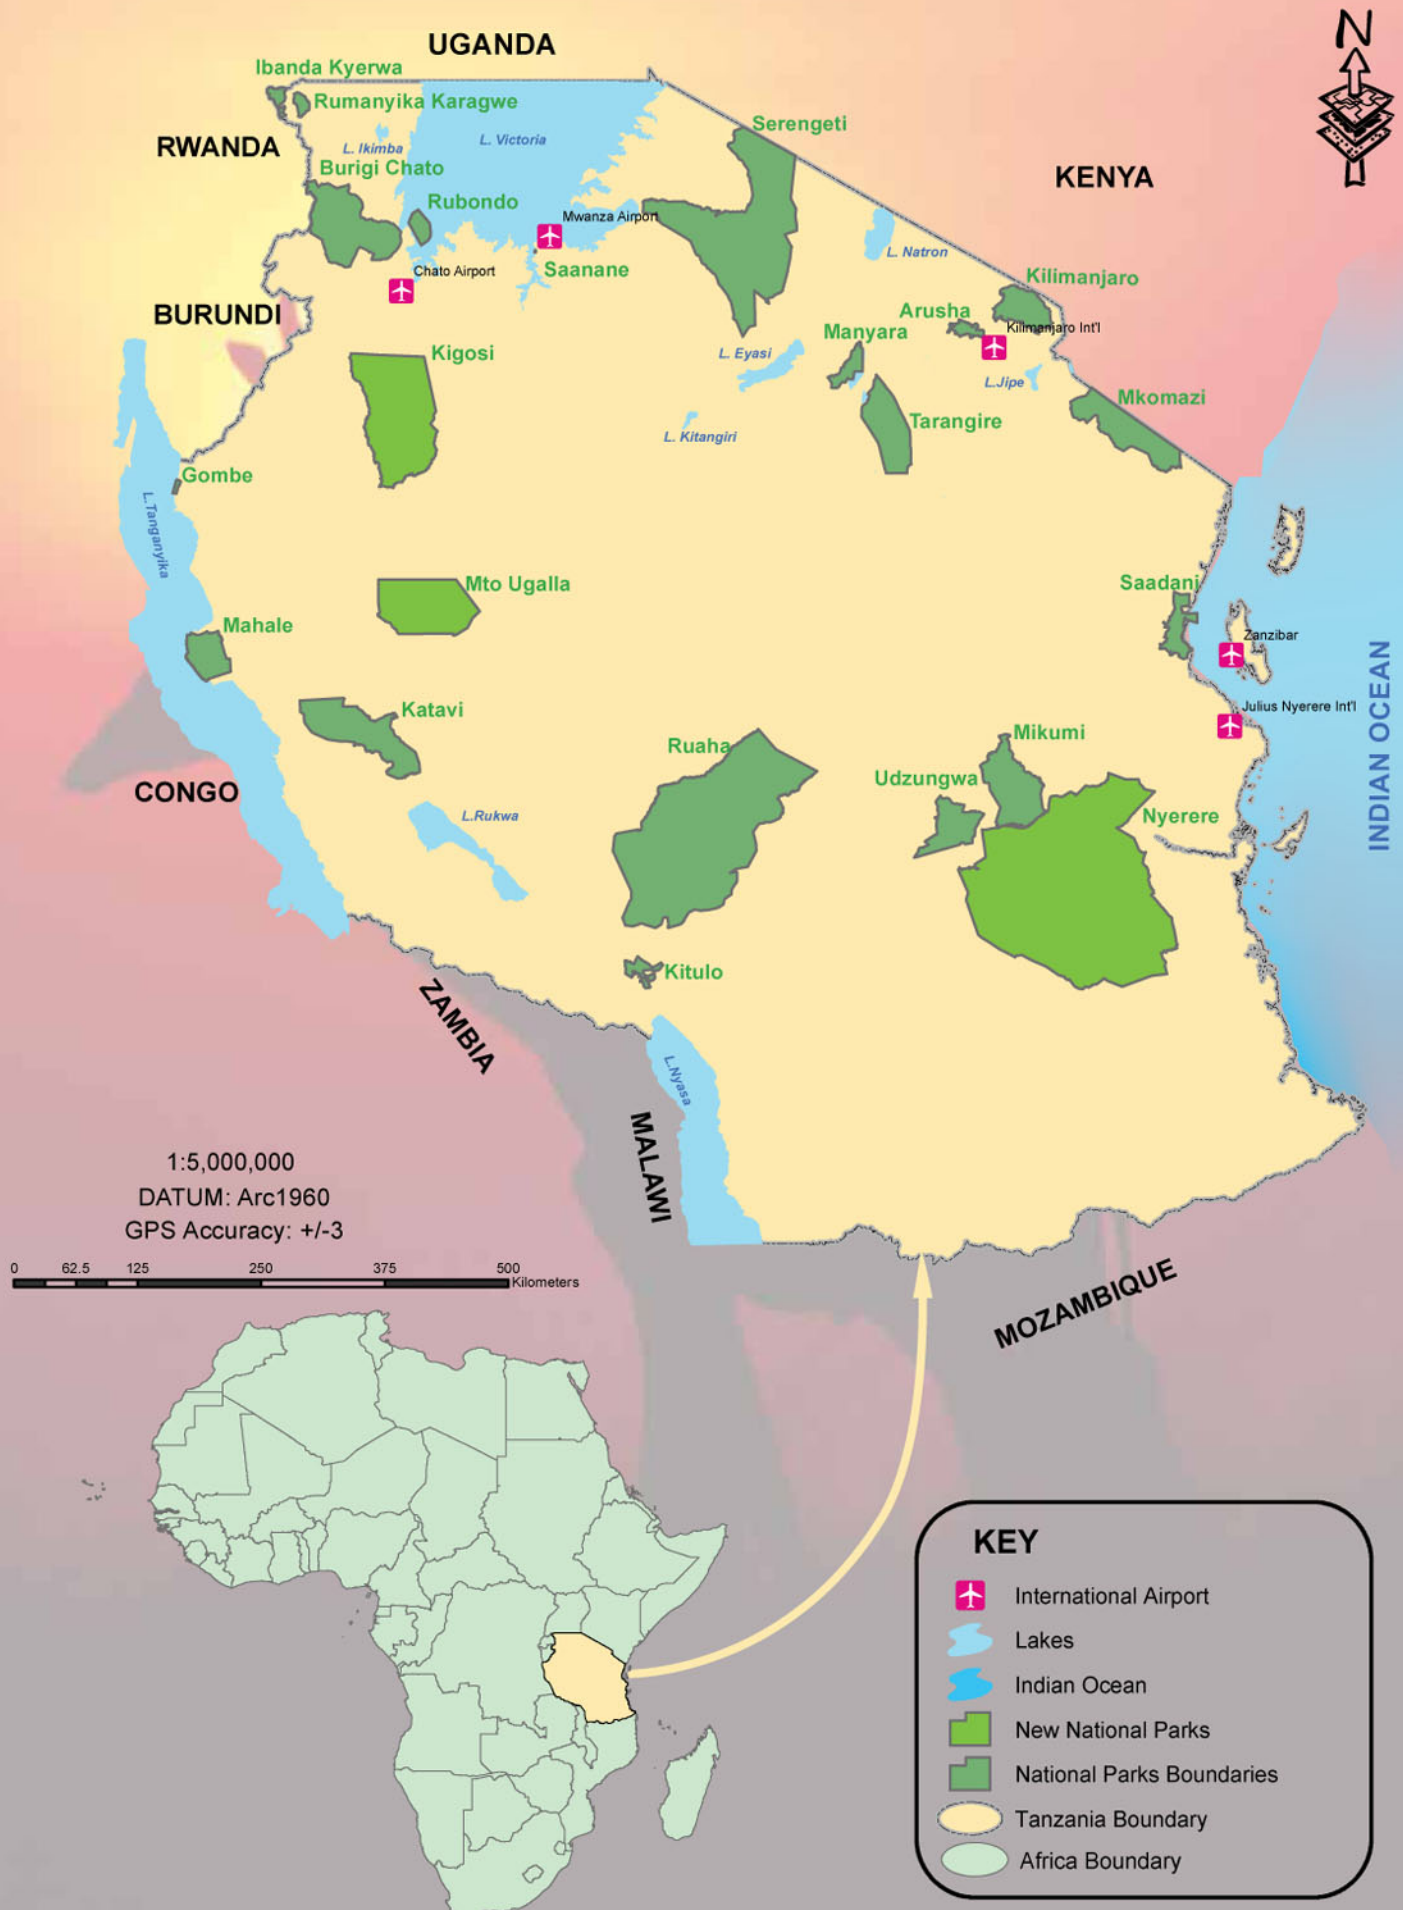 N
UGANDA
Ibanda Kyerwa
Rumanyika Karagwe
Serengeti
RWANDA
L. Ikimba
L. Victoria
Burigi Chato
KENYA
Rubondo
Mwanza Airport
L. Natron
Chato Airport
Saanane
Kilimanjaro
BURUNDI
Arusha
Kilimanjaro Int'l
Manyara
Kigosi
L. Eyasi
L.Jipe
Mkomazi
Tarangire
L. Kitangiri
Gombe
L.Tanganyika
Mto Ugalla
Saadani
Mahale
Zanzibar
INDIAN OCEAN
Katavi
Julius Nyerere Int'l
Ruaha
Mikumi
Udzungwa
CONGO
L.Rukwa
Nyerere
Kitulo
ZAMBIA
L.Nyasa
MALAWI
1:5,000,000
DATUM: Arc1960
GPS Accuracy: +/-3
0 62.5 125 250 375 500
Kilometers
MOZAMBIQUE
KEY
International Airport
Lakes
Indian Ocean
New National Parks
National Parks Boundaries
Tanzania Boundary
Africa Boundary